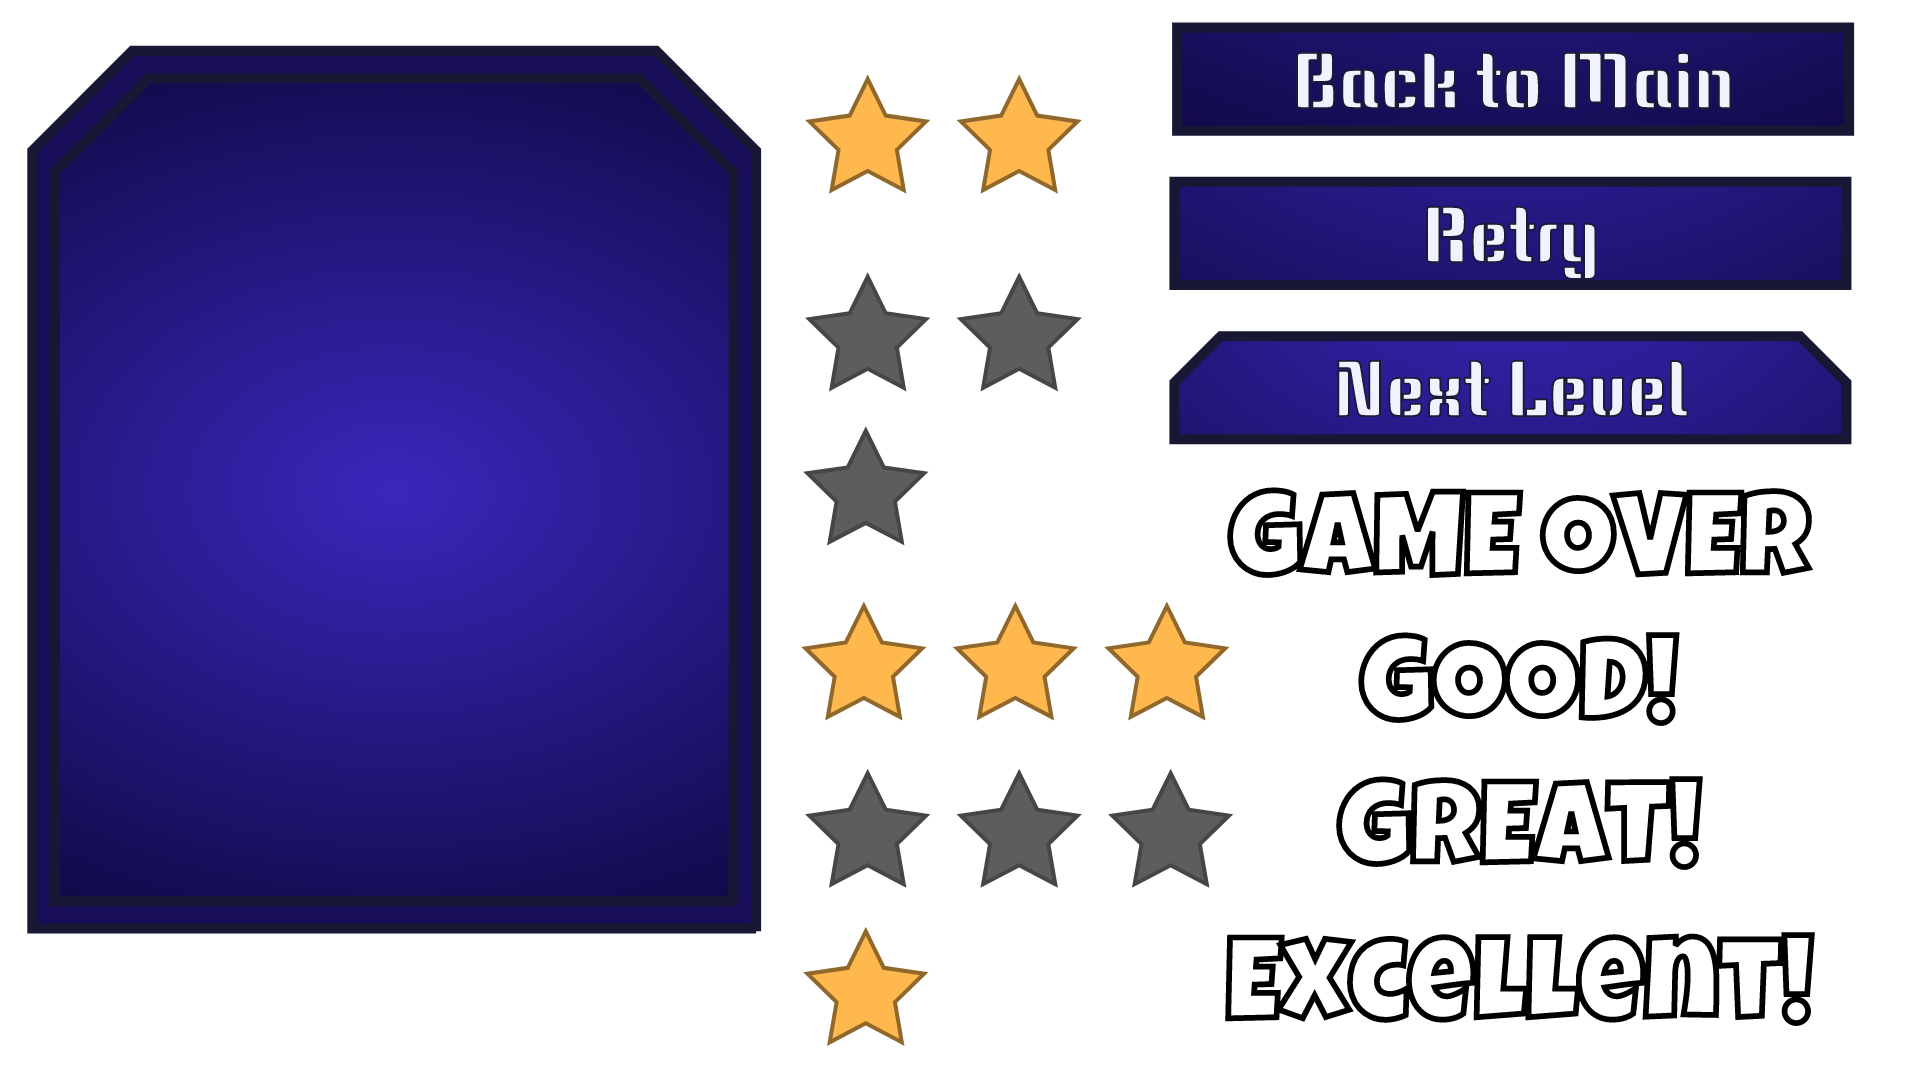 Back to Main
Retry
Next Level
GAME OVER
GOOD!
GREAT!
Excellent!